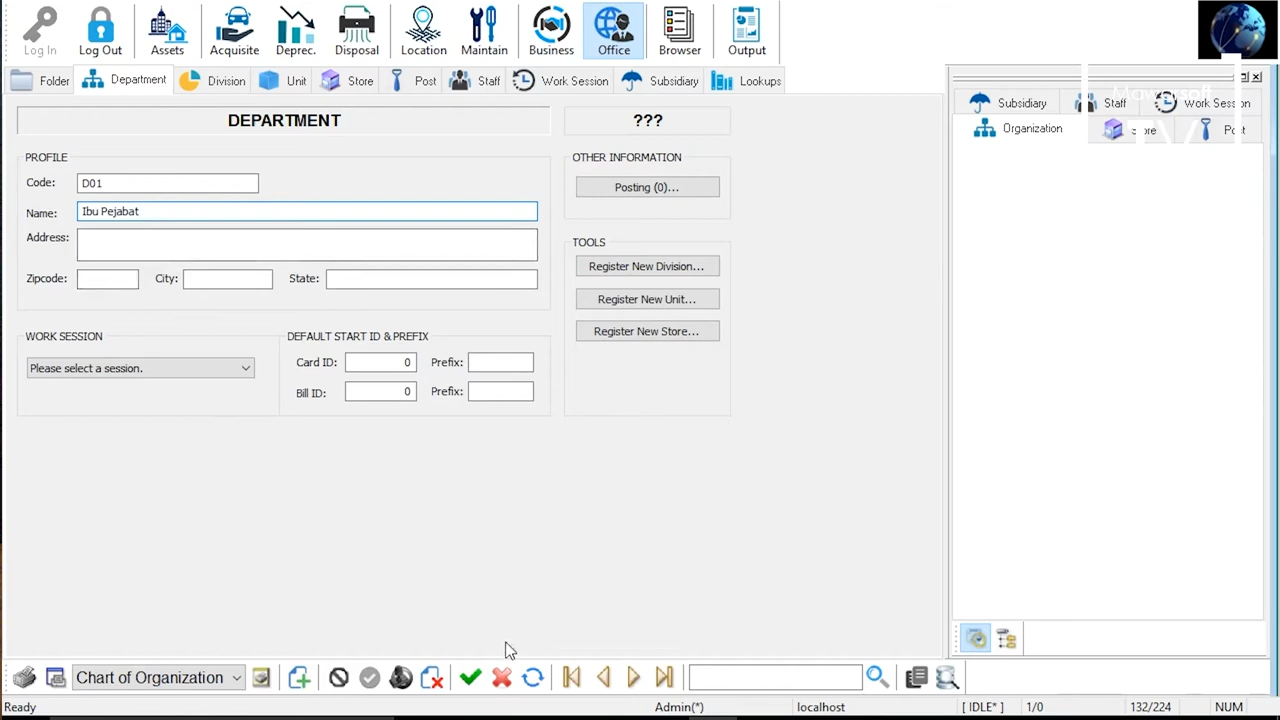 Log In Log Out Assets Acquisite Deprec. Disposal Location Maintain Business Office Browser Output
Folder Department Division Unit Store Post Staff Work Session Subsidiary Lookups
Subsidiary Staff Work Session
Organization Store Post
Mawarsoft
TV
DEPARTMENT
???
PROFILE
Code: D01
Name: Ibu Pejabat
Address:
Zipcode: City: State:
OTHER INFORMATION
Posting (0)...
TOOLS
Register New Division...
Register New Unit...
Register New Store...
WORK SESSION
Please select a session.
DEFAULT START ID & PREFIX
Card ID: 0 Prefix:
Bill ID: 0 Prefix:
Chart of Organization
Ready Admin(*) localhost [ IDLE* ] 1/0 132/224 NUM